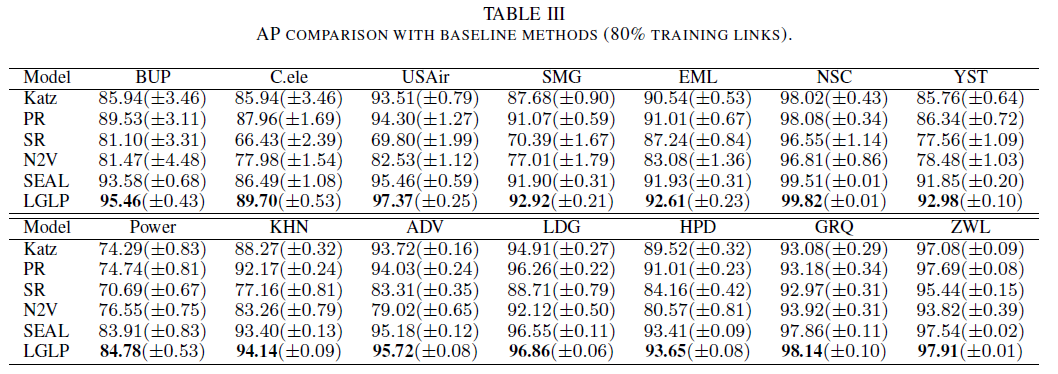 TABLE III
AP COMPARISON WITH BASELINE METHODS (80% TRAINING LINKS).
Model BUP C.ele USAir SMG EML NSC YST
Katz 85.94(±3.46) 85.94(±3.46) 93.51(±0.79) 87.68(±0.90) 90.54(±0.53) 98.02(±0.43) 85.76(±0.64)
PR 89.53(±3.11) 87.96(±1.69) 94.30(±1.27) 91.07(±0.59) 91.01(±0.67) 98.08(±0.34) 86.34(±0.72)
SR 81.10(±3.31) 66.43(±2.39) 69.80(±1.99) 70.39(±1.67) 87.24(±0.84) 96.55(±1.14) 77.56(±1.09)
N2V 81.47(±4.48) 77.98(±1.54) 82.53(±1.12) 77.01(±1.79) 83.08(±1.36) 96.81(±0.86) 78.48(±1.03)
SEAL 93.58(±0.68) 86.49(±1.08) 95.46(±0.59) 91.90(±0.31) 91.93(±0.31) 99.51(±0.01) 91.85(±0.20)
LGLP 95.46(±0.43) 89.70(±0.53) 97.37(±0.25) 92.92(±0.21) 92.61(±0.23) 99.82(±0.01) 92.98(±0.10)
Model Power KHN ADV LDG HPD GRQ ZWL
Katz 74.29(±0.83) 88.27(±0.32) 93.72(±0.16) 94.91(±0.27) 89.52(±0.32) 93.08(±0.29) 97.08(±0.09)
PR 74.74(±0.81) 92.17(±0.24) 94.03(±0.24) 96.26(±0.22) 91.01(±0.23) 93.18(±0.34) 97.69(±0.08)
SR 70.69(±0.67) 77.16(±0.81) 83.31(±0.35) 88.71(±0.79) 84.16(±0.42) 92.97(±0.31) 95.44(±0.15)
N2V 76.55(±0.75) 83.26(±0.79) 79.02(±0.65) 92.12(±0.50) 80.57(±0.81) 93.92(±0.31) 93.82(±0.39)
SEAL 83.91(±0.83) 93.40(±0.13) 95.18(±0.12) 96.55(±0.11) 93.41(±0.09) 97.86(±0.11) 97.54(±0.02)
LGLP 84.78(±0.53) 94.14(±0.09) 95.72(±0.08) 96.86(±0.06) 93.65(±0.08) 98.14(±0.10) 97.91(±0.01)